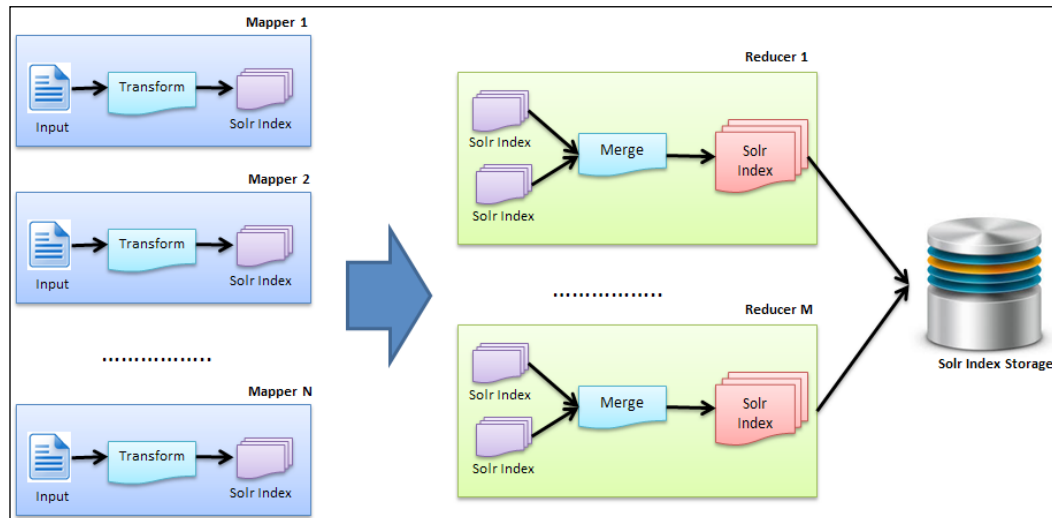 Mapper 1
Input
Transform
Solr Index
Mapper 2
Input
Transform
Solr Index
……………..
Mapper N
Input
Transform
Solr Index
Reducer 1
Solr Index
Solr Index
Merge
Solr
Index
……………..
Reducer M
Solr Index
Solr Index
Merge
Solr
Index
Solr Index Storage